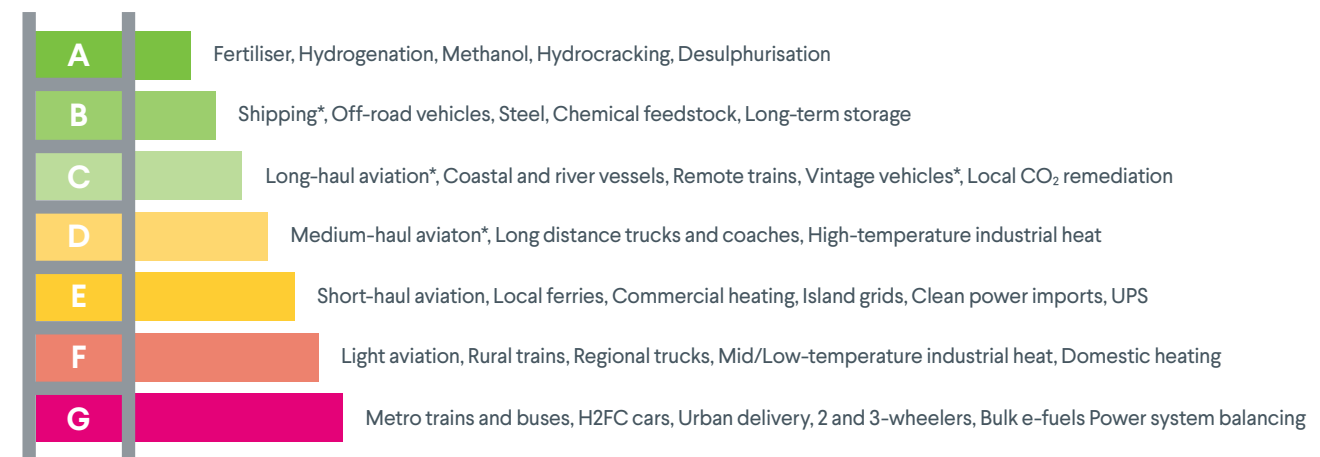 A Fertiliser, Hydrogenation, Methanol, Hydrocracking, Desulphurisation
B Shipping*, Off-road vehicles, Steel, Chemical feedstock, Long-term storage
C Long-haul aviation*, Coastal and river vessels, Remote trains, Vintage vehicles*, Local CO₂ remediation
D Medium-haul aviaton*, Long distance trucks and coaches, High-temperature industrial heat
E Short-haul aviation, Local ferries, Commercial heating, Island grids, Clean power imports, UPS
F Light aviation, Rural trains, Regional trucks, Mid/Low-temperature industrial heat, Domestic heating
G Metro trains and buses, H2FC cars, Urban delivery, 2 and 3-wheelers, Bulk e-fuels Power system balancing